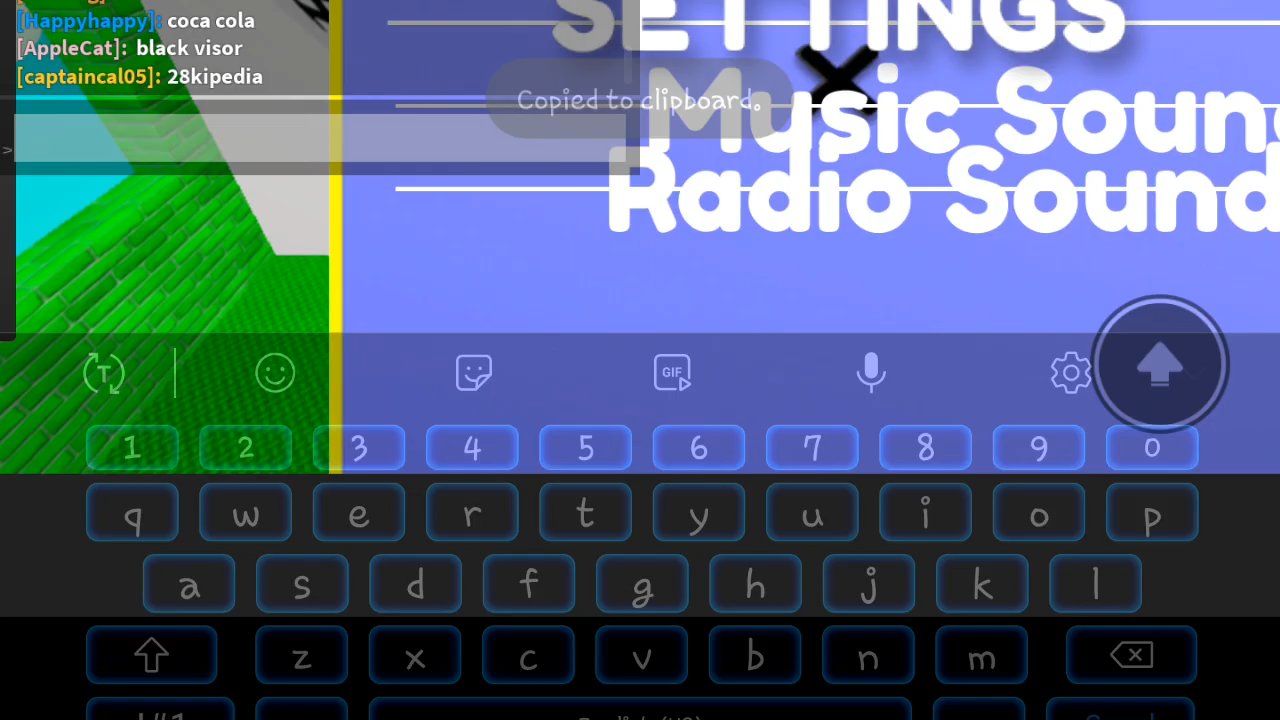 [Happyhappy]: coca cola
[AppleCat]: black visor
[captaincal05]: 28kipedia
SETTINGS
Copied to clipboard.
Music Sound
Radio Sound
>
T
GIF
1 2 3 4 5 6 7 8 9 0
q w e r t y u i o p
a s d f g h j k l
z x c v b n m